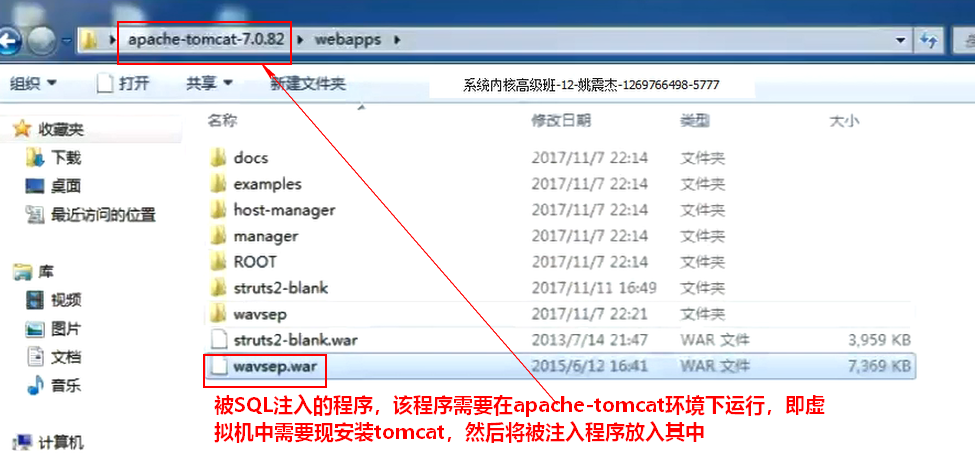 apache-tomcat-7.0.82 webapps
组织 打开 共享 新建文件夹 系统内核高级班-12-姚震杰-1269766498-5777
名称 修改日期 类型 大小
收藏夹
下载
桌面
最近访问的位置
库
视频
图片
文档
音乐
计算机
docs 2017/11/7 22:14 文件夹
examples 2017/11/7 22:14 文件夹
host-manager 2017/11/7 22:14 文件夹
manager 2017/11/7 22:14 文件夹
ROOT 2017/11/7 22:14 文件夹
struts2-blank 2017/11/11 16:49 文件夹
wavsep 2017/11/7 22:21 文件夹
struts2-blank.war 2013/7/14 21:47 WAR 文件 3,959 KB
wavsep.war 2015/6/12 16:41 WAR 文件 7,369 KB
被SQL注入的程序，该程序需要在apache-tomcat环境下运行，即虚
拟机中需要现安装tomcat，然后将被注入程序放入其中